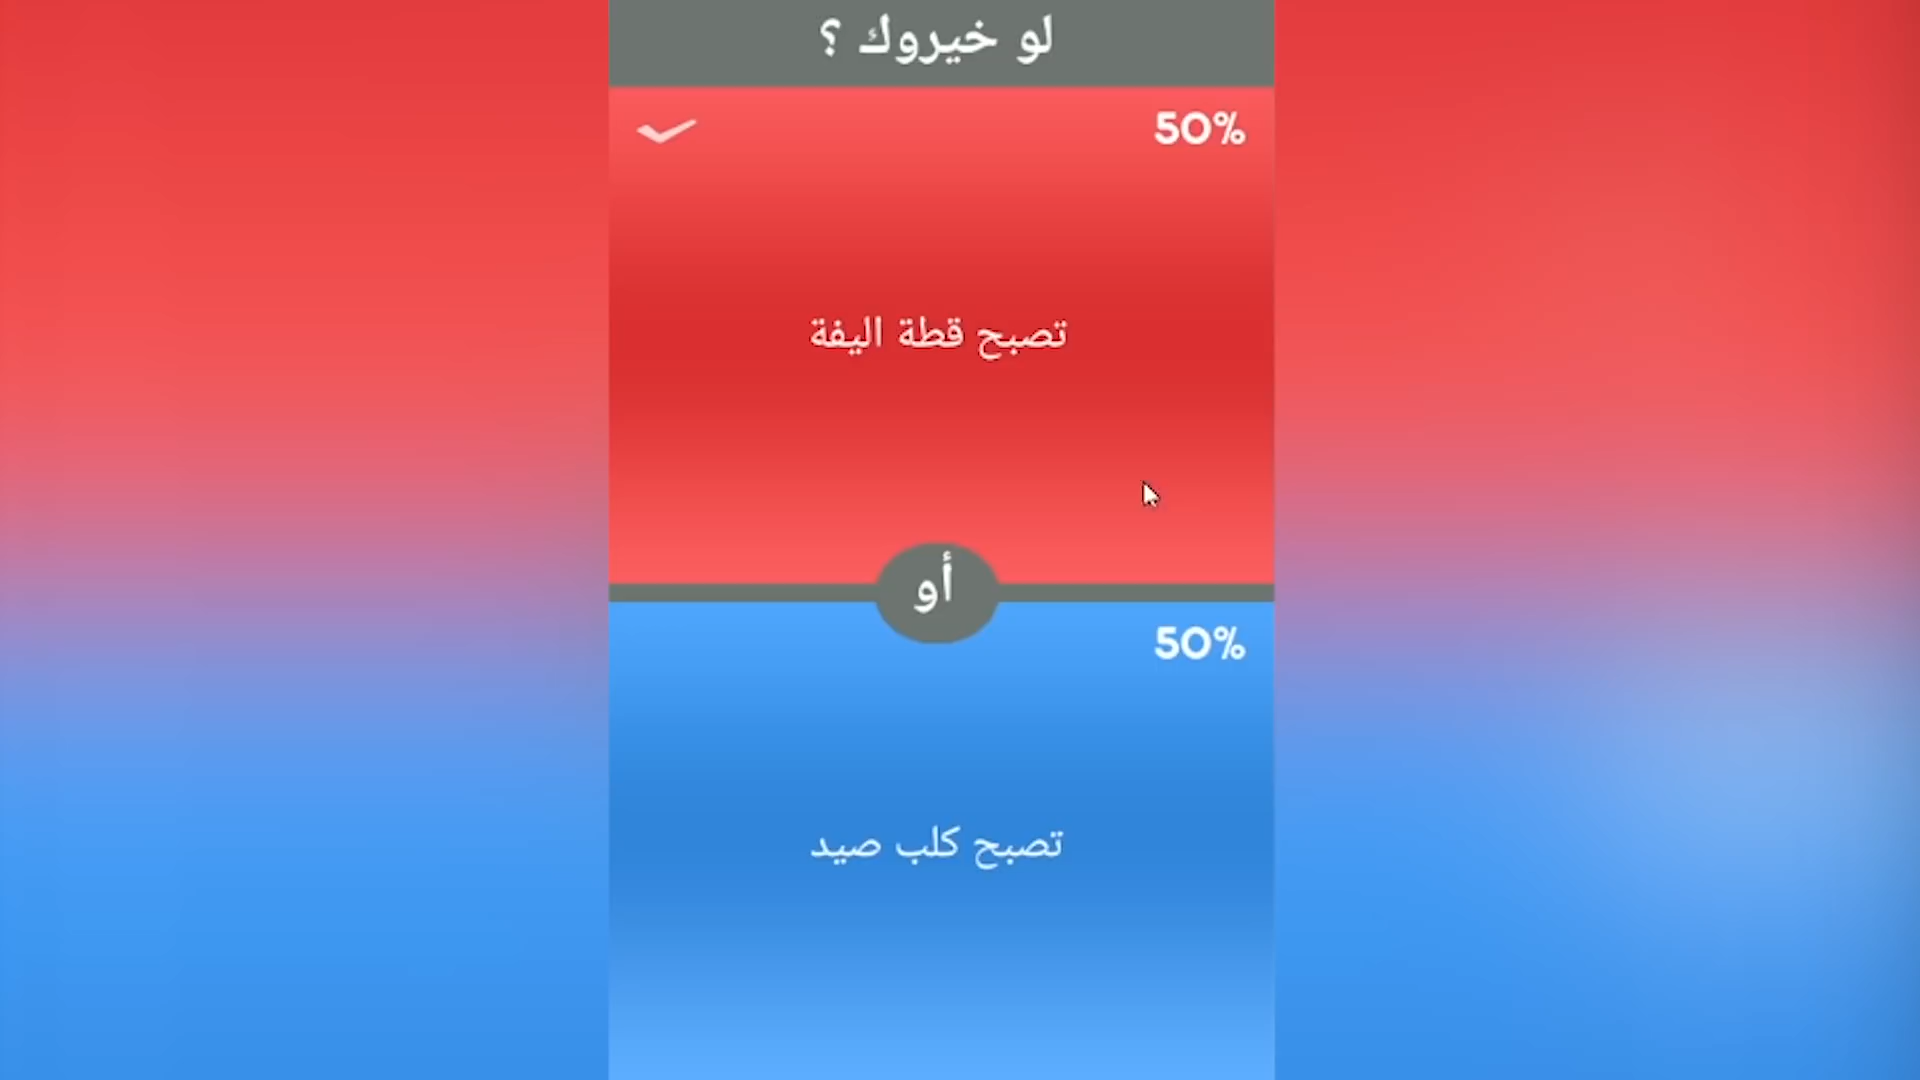 لو خيروك ؟
50%
تصبح قطة اليفة
أو
50%
تصبح كلب صيد